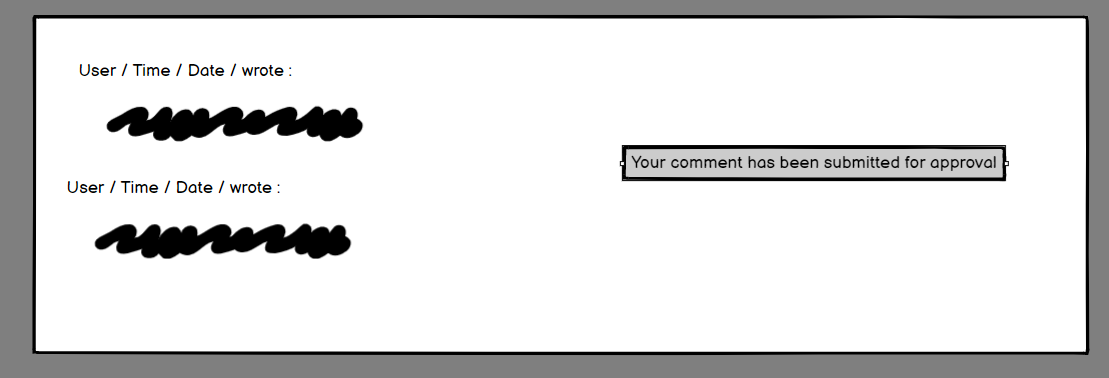 User / Time / Date / wrote :
User / Time / Date / wrote :
Your comment has been submitted for approval